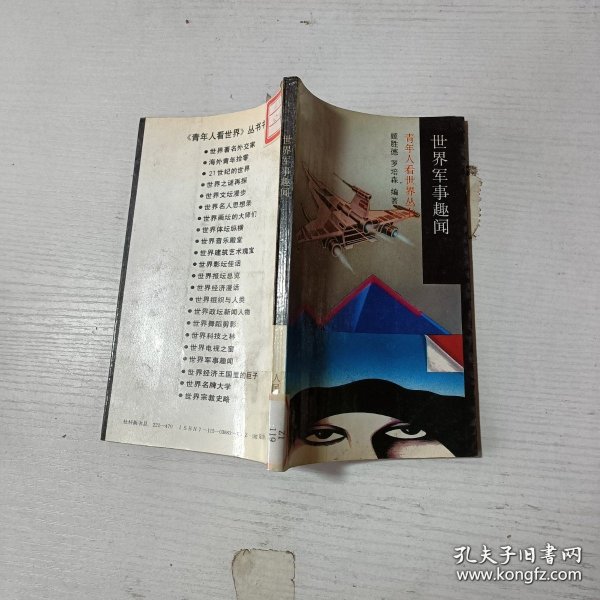 《青年人看世界》丛书
● 世界著名外交家
● 海外青年拾零
● 21世纪的世界
● 世界之谜再探
● 世界文坛漫步
● 世界名人思想录
● 世界画坛的大师们
● 世界体坛纵横
● 世界音乐殿堂
● 世界建筑艺术瑰宝
● 世界影坛佳话
● 世界报坛总览
● 世界经济漫话
● 世界组织与人类
● 世界政坛新闻人物
● 世界舞蹈剪影
● 世界科技之林
● 世界电视之窗
● 世界军事趣闻
● 世界经济王国里的巨子
● 世界名牌大学
● 世界宗教史略
世界军事趣闻
世界军事趣闻
青年人看世界丛书
编著
孔夫子旧书网
www.kongfz.com